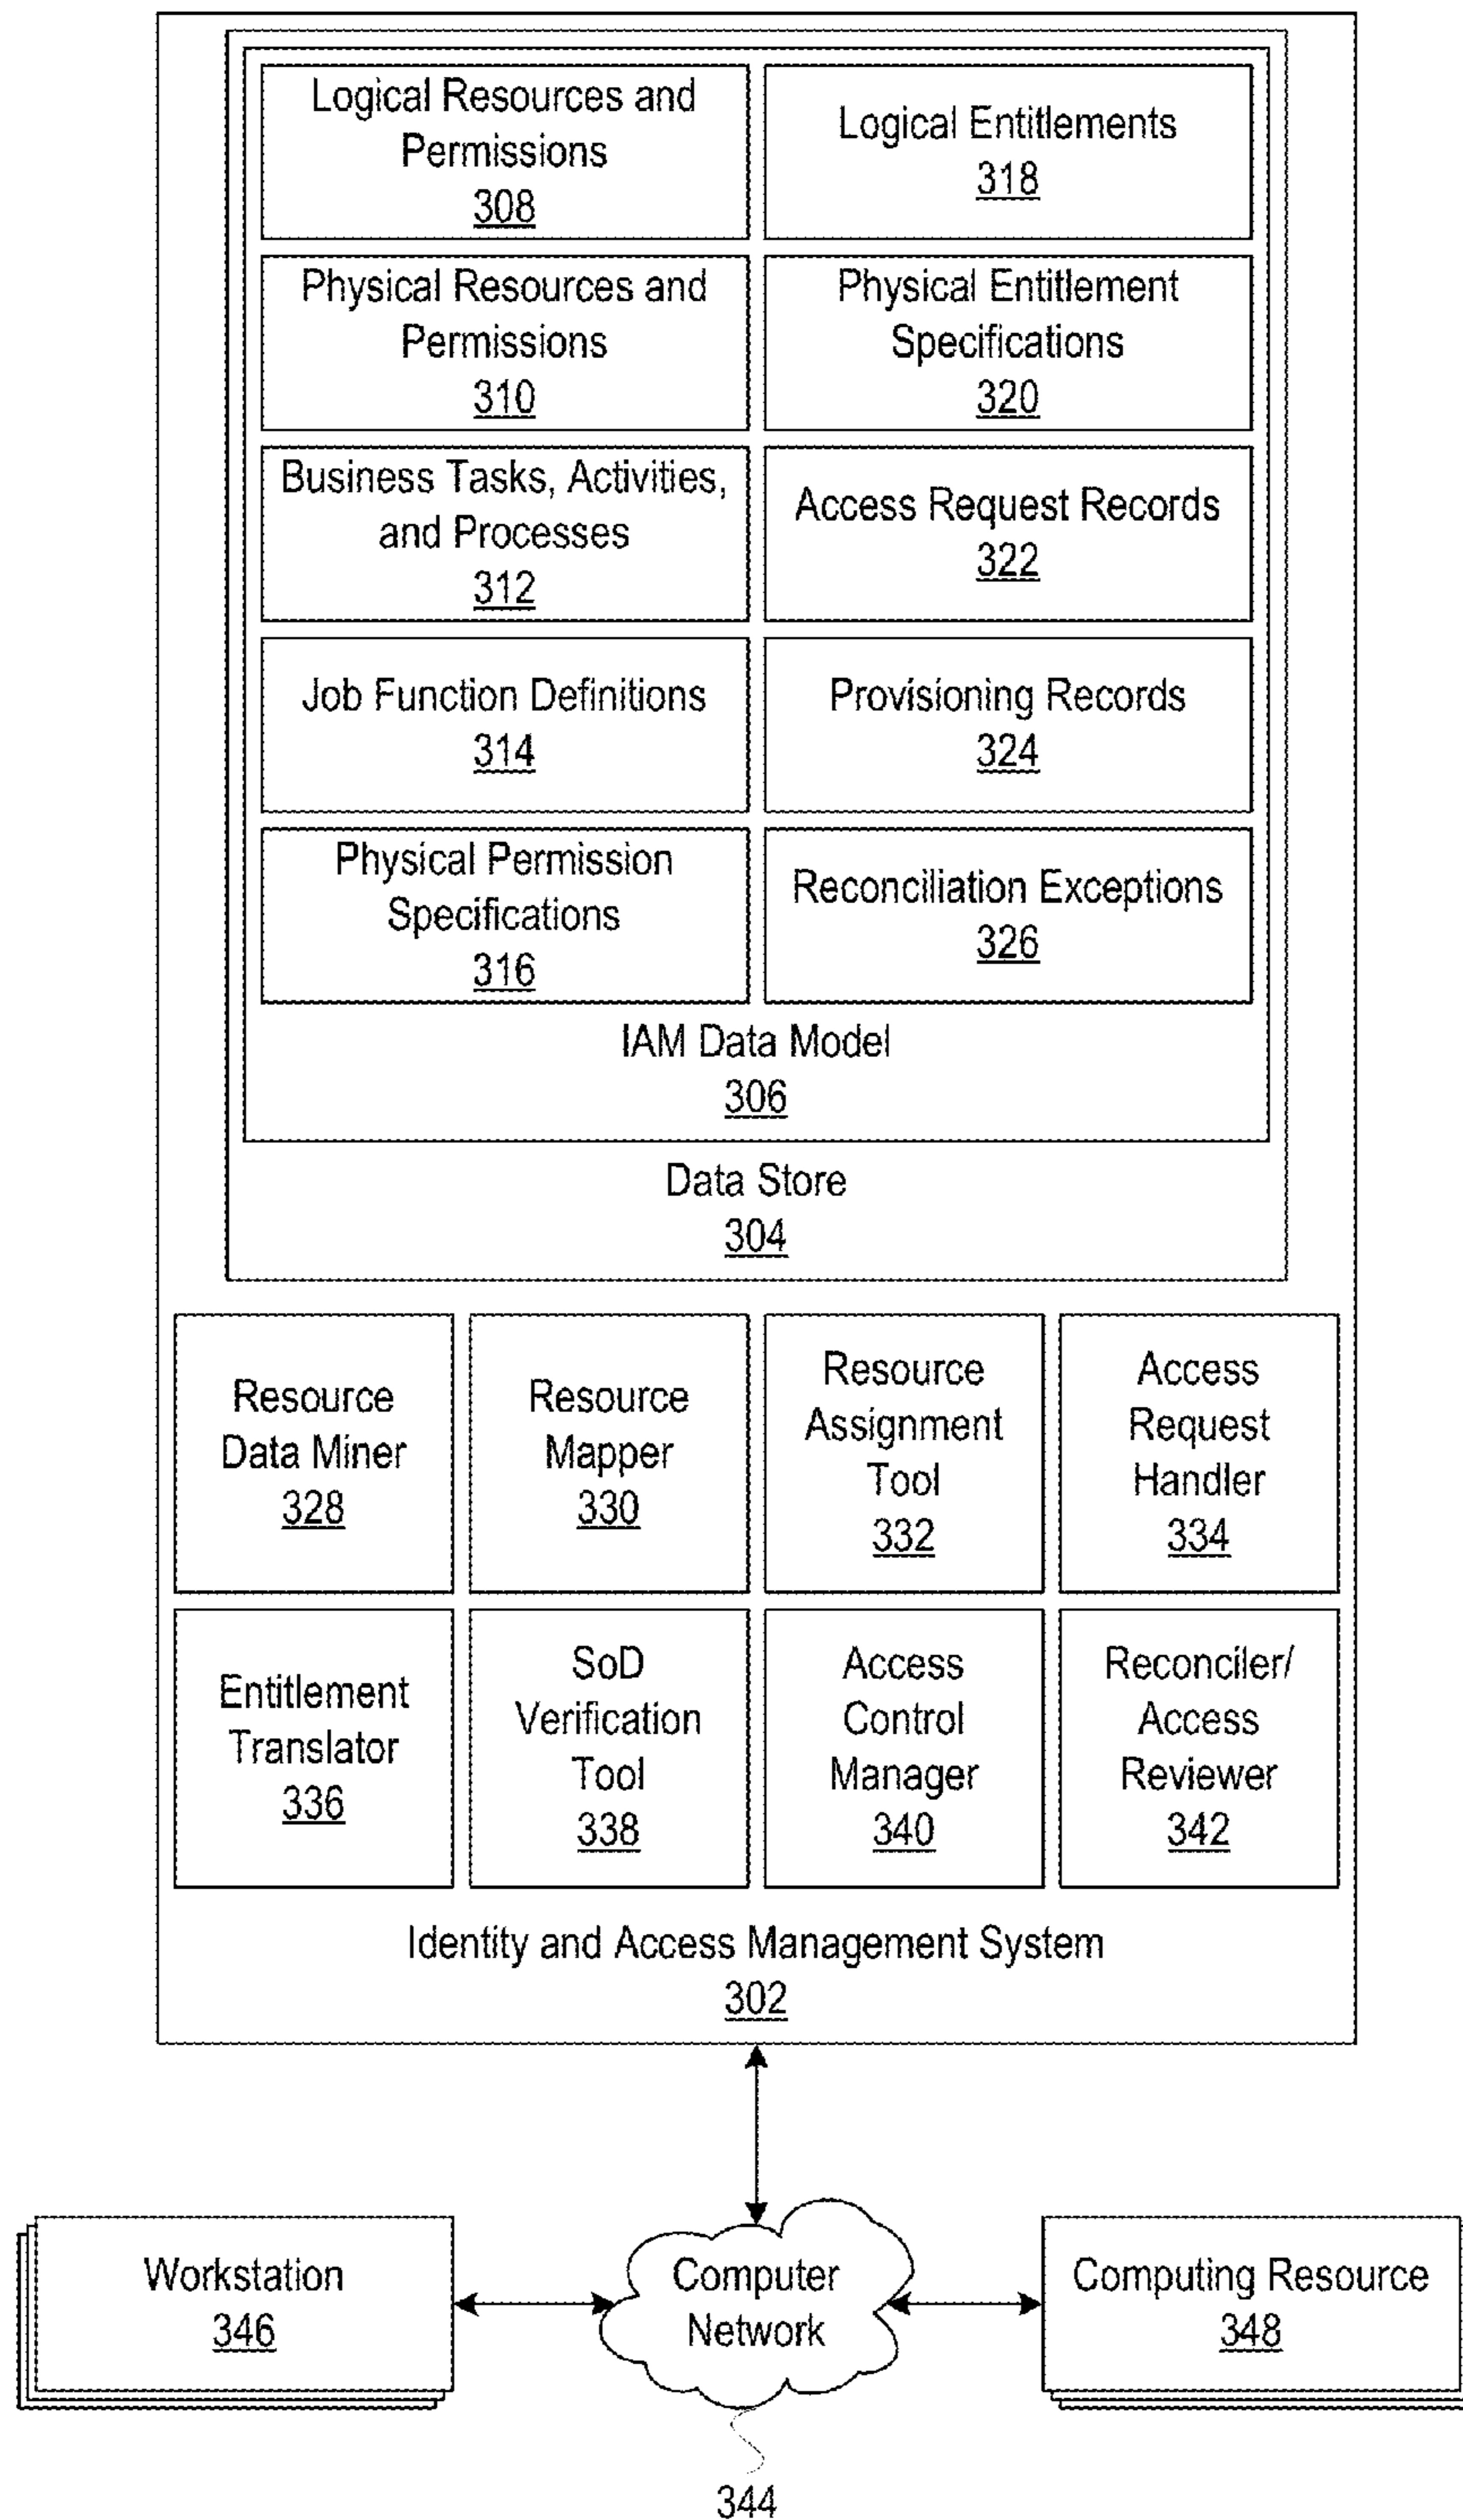 Logical Resources and
Permissions
308
Logical Entitlements
318
Physical Resources and
Permissions
310
Physical Entitlement
Specifications
320
Business Tasks, Activities,
and Processes
312
Access Request Records
322
Job Function Definitions
314
Provisioning Records
324
Physical Permission
Specifications
316
Reconciliation Exceptions
326
IAM Data Model
306
Data Store
304
Resource
Data Miner
328
Resource
Mapper
330
Resource
Assignment
Tool
332
Access
Request
Handler
334
Entitlement
Translator
336
SoD
Verification
Tool
338
Access
Control
Manager
340
Reconciler/
Access
Reviewer
342
Identity and Access Management System
302
Workstation
346
Computer
Network
344
Computing Resource
348